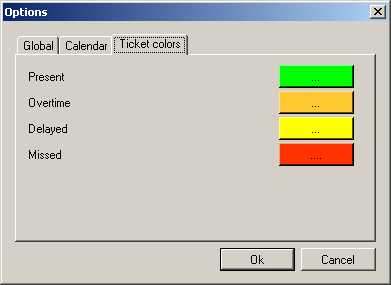 Options
Global Calendar Ticket colors
Present ...
Overtime ...
Delayed ...
Missed ....
Ok Cancel